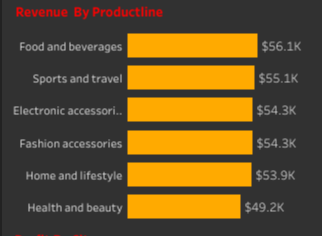 Revenue By Productline
Food and beverages $56.1K
Sports and travel $55.1K
Electronic accessori.. $54.3K
Fashion accessories $54.3K
Home and lifestyle $53.9K
Health and beauty $49.2K